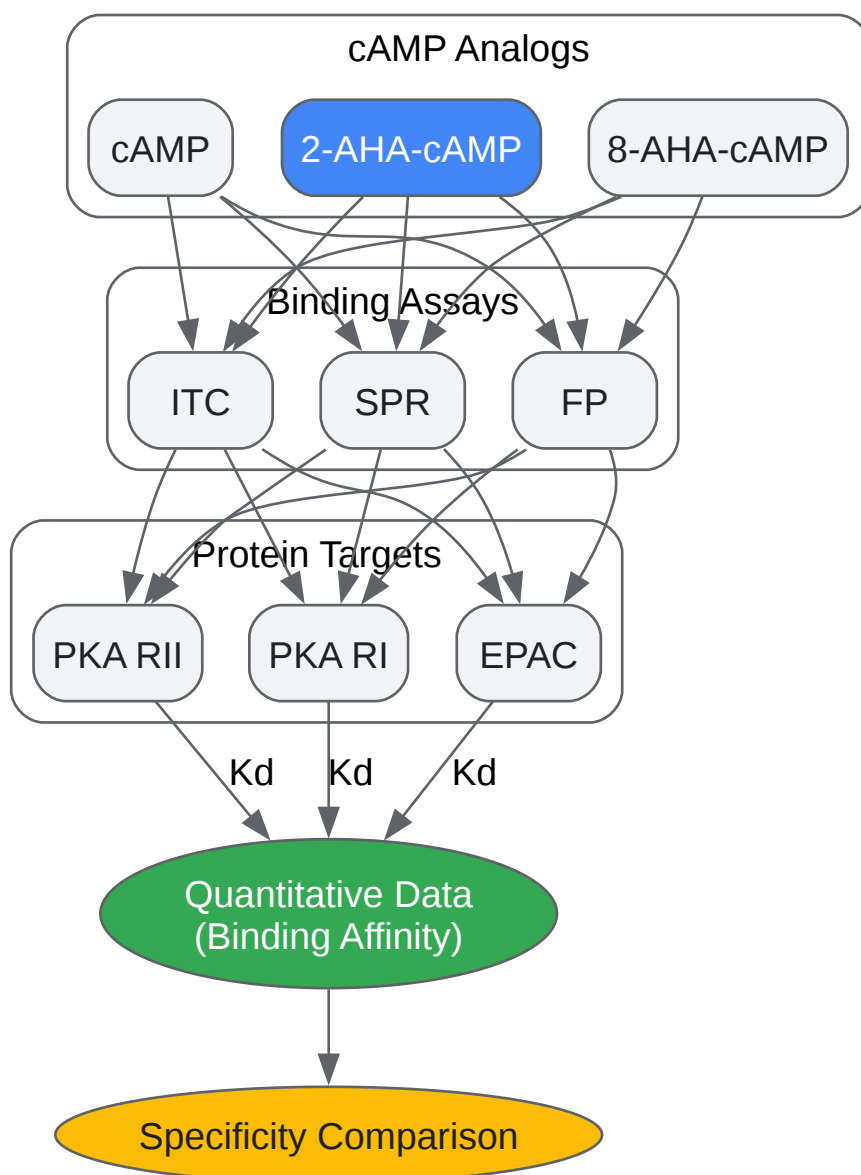 cAMP Analogs
cAMP
2-AHA-cAMP
8-AHA-cAMP
Binding Assays
ITC
SPR
FP
Protein Targets
PKA RII
PKA RI
EPAC
Kd
Kd
Kd
Quantitative Data
(Binding Affinity)
Specificity Comparison